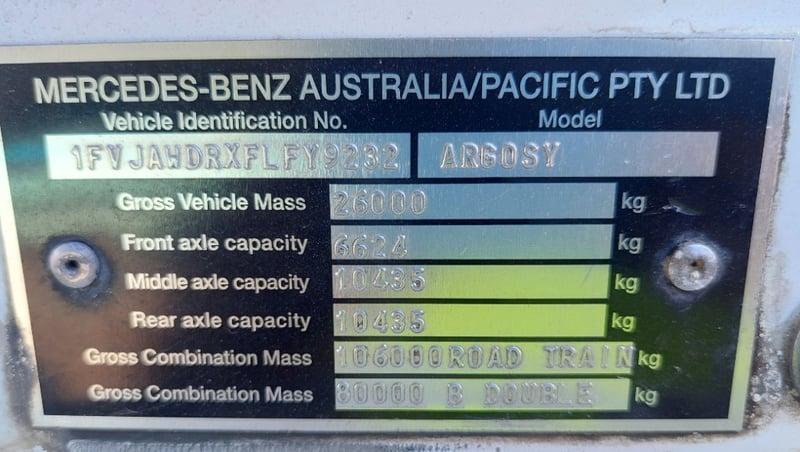 MERCEDES-BENZ AUSTRALIA/PACIFIC PTY LTD
Vehicle Identification No. Model
1FVJAWDRXFLFY9232 ARGOSY
Gross Vehicle Mass 26000 kg
Front axle capacity 6624 kg
Middle axle capacity 10435 kg
Rear axle capacity 10435 kg
Gross Combination Mass 106000ROAD TRAIN kg
Gross Combination Mass 80000 B DOUBLE kg